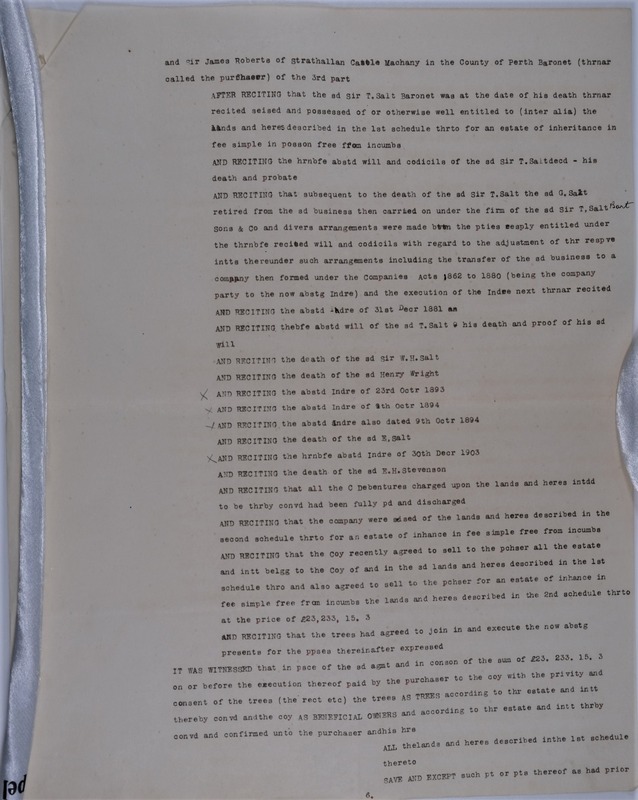 and Sir James Roberts of Strathallan Castle Machany in the County of Perth Baronet (thrnar
called the purchaser) of the 3rd part
AFTER RECITING that the sd Sir T.Salt Baronet was at the date of his death thrnar
recited seised and possessed of or otherwise well entitled to (inter alia) the
lands and heres described in the 1st schedule thrto for an estate of inheritance in
fee simple in posson free from incumbs
AND RECITING the hrnbfe abstd will and codicils of the sd Sir T.Saltdecd - his
death and probate
AND RECITING that subsequent to the death of the sd Sir T.Salt the sd G.Salt
retired from the sd business then carried on under the firm of the sd Sir T.Salt Bart
Sons & Co and divers arrangements were made btwn the pties resply entitled under
the thrnbfe recited will and codicils with regard to the adjustment of thr respve
intts thereunder such arrangements including the transfer of the sd business to a
company then formed under the Companies Acts 1862 to 1880 (being the company
party to the now abstg Indre) and the execution of the Indre next thrnar recited
AND RECITING the abstd Indre of 31st Decr 1881
AND RECITING thebfe abstd will of the sd T.Salt & his death and proof of his sd
will
AND RECITING the death of the sd Sir W.H.Salt
AND RECITING the death of the sd Henry Wright
X AND RECITING the abstd Indre of 23rd Octr 1893
X AND RECITING the abstd Indre of 9th Octr 1894
X AND RECITING the abstd Indre also dated 9th Octr 1894
AND RECITING the death of the sd E.Salt
X AND RECITING the hrnbfe abstd Indre of 30th Decr 1903
AND RECITING the death of the sd E.H.Stevenson
AND RECITING that all the C Debentures charged upon the lands and heres intdd
to be thrby convd had been fully pd and discharged
AND RECITING that the company were sdsed of the lands and heres described in the
second schedule thrto for an estate of inhance in fee simple free from incumbs
AND RECITING that the Coy recently agreed to sell to the pchser all the estate
and intt belgg to the Coy of and in the sd lands and heres described in the 1st
schedule thro and also agreed to sell to the pchser for an estate of inhance in
fee simple free from incumbs the lands and heres described in the 2nd schedule thrto
at the price of £23,233, 15. 3
AND RECITING that the trees had agreed to join in and execute the now abstg
presents for the ppses thereinafter expressed
IT WAS WITNESSED that in psce of the sd agmt and in conson of the sum of £23. 233. 15. 3
on or before the execution thereof paid by the purchaser to the coy with the privity and
consent of the trees (the rect etc) the trees AS TREES according to thr estate and intt
thereby convd andthe coy AS BENEFICIAL OWNERS and according to thr estate and intt thrby
convd and confirmed unto the purchaser andhis hrs
ALL thelands and heres described inthe 1st schedule
thereto
SAVE AND EXCEPT such pt or pts thereof as had prior
6.